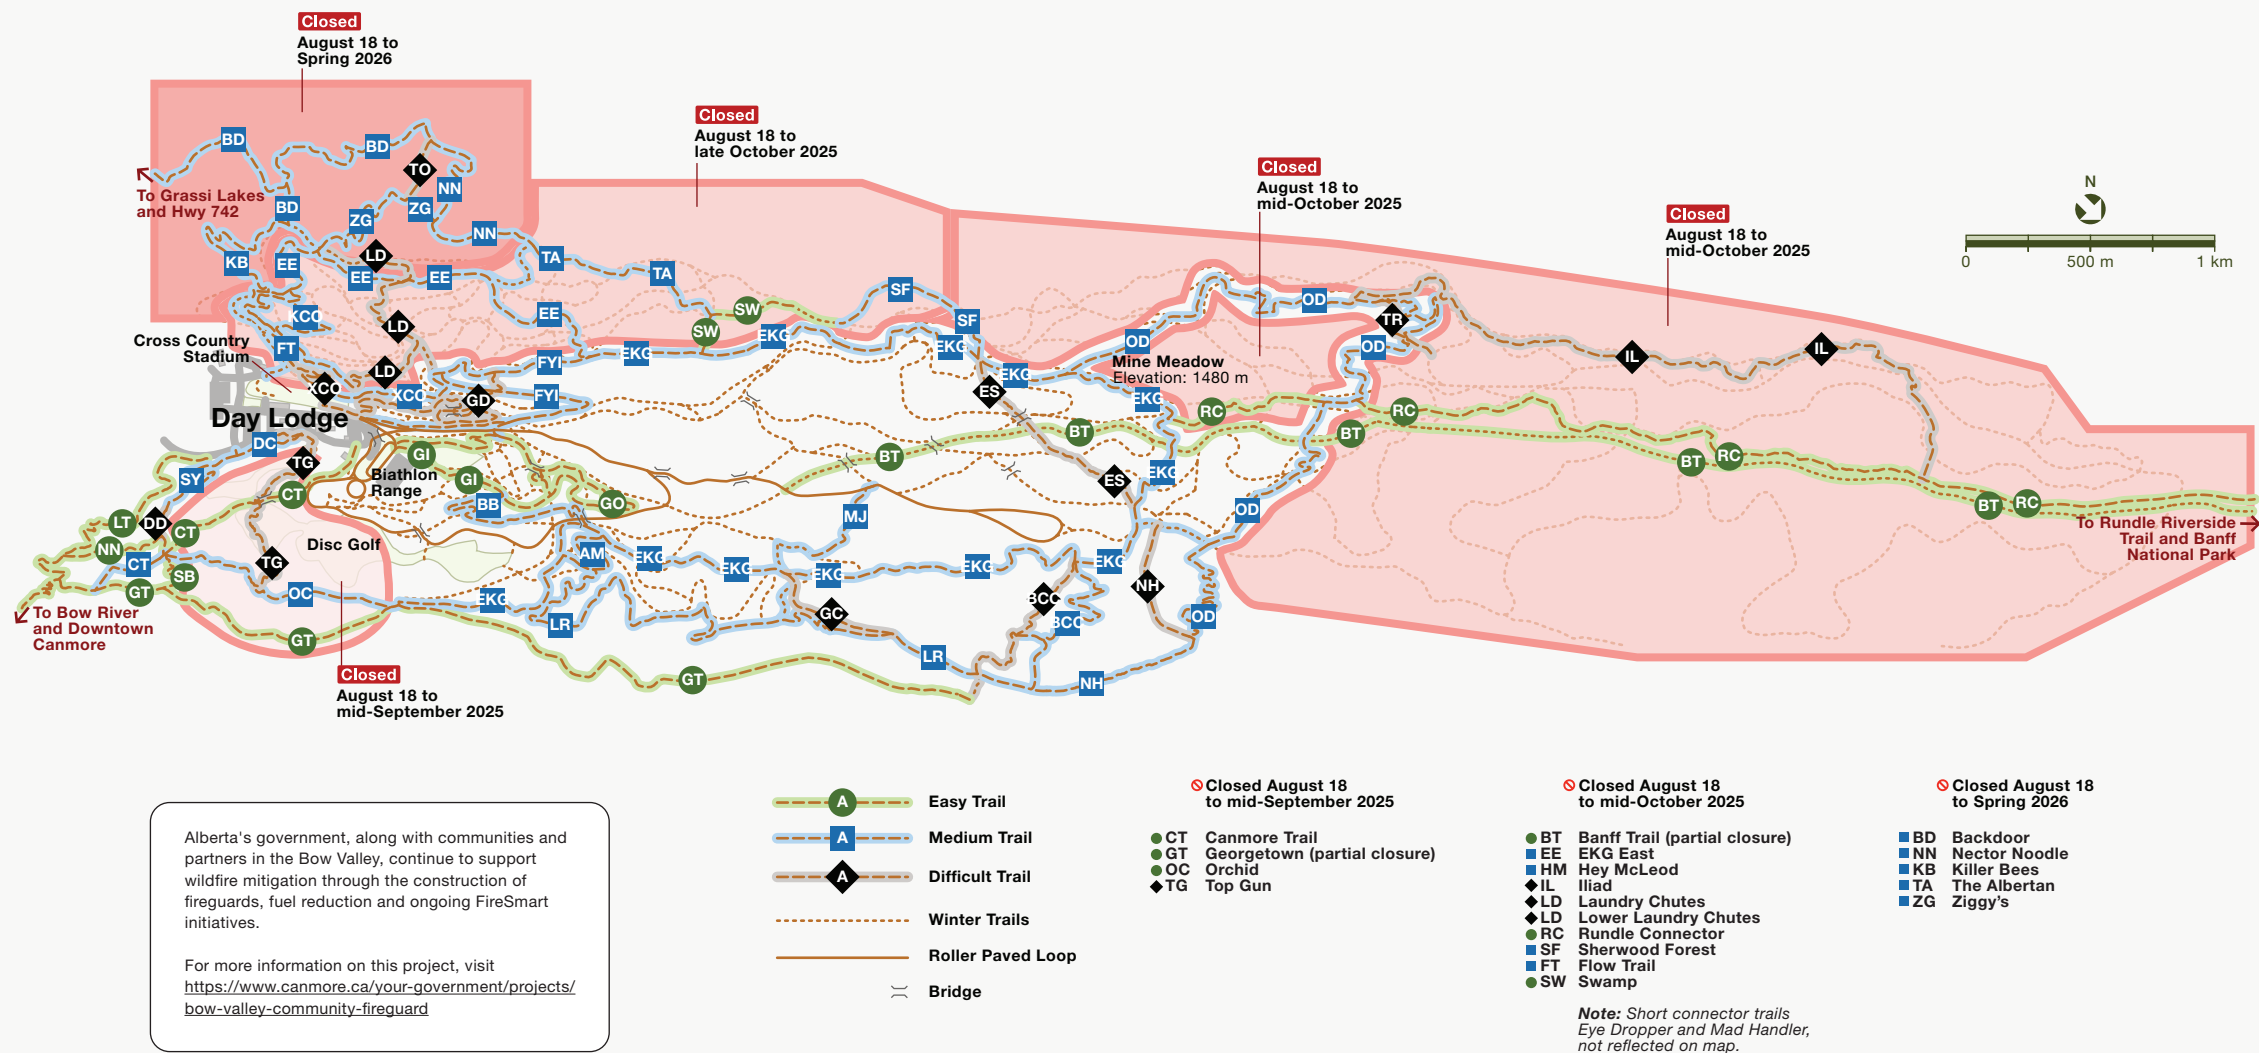 Closed
August 18 to
Spring 2026
Closed
August 18 to
late October 2025
Closed
August 18 to
mid-October 2025
Closed
August 18 to
mid-October 2025
N
0
500 m
1 km
BD
BD
TO
NN
To Grassi Lakes
and Hwy 742
BD
ZG
ZG
NN
LD
KB
EE
EE
EE
TA
TA
SF
OD
KCO
EE
SW
SW
SF
TR
LD
EKG
EKG
OD
OD
IL
IL
Cross Country
Stadium
FT
FYI
EKG
Mine Meadow
Elevation: 1480 m
LD
EKG
XCO
XCO
GD
FYI
ES
EKG
RC
RC
Day Lodge
DC
GI
BT
BT
BT
TG
BT
RC
SY
Biathlon
Range
GI
EKG
ES
CT
BB
GO
BT
RC
LT
DD
CT
MJ
OD
To Rundle Riverside
Trail and Banff
National Park
NN
Disc Golf
CT
TG
AM
EKG
EKG
EKG
EKG
EKG
SB
NH
GT
OC
EKG
GC
BCC
OD
To Bow River
and Downtown
Canmore
LR
BCC
GT
LR
GT
NH
Closed
August 18 to
mid-September 2025
Alberta's government, along with communities and
partners in the Bow Valley, continue to support
wildfire mitigation through the construction of
fireguards, fuel reduction and ongoing FireSmart
initiatives.
For more information on this project, visit
https://www.canmore.ca/your-government/projects/
bow-valley-community-fireguard
A Easy Trail
A Medium Trail
A Difficult Trail
Winter Trails
Roller Paved Loop
Bridge
Closed August 18
to mid-September 2025
CT Canmore Trail
GT Georgetown (partial closure)
OC Orchid
TG Top Gun
Closed August 18
to mid-October 2025
BT Banff Trail (partial closure)
EE EKG East
HM Hey McLeod
IL Iliad
LD Laundry Chutes
LD Lower Laundry Chutes
RC Rundle Connector
SF Sherwood Forest
FT Flow Trail
SW Swamp
Note: Short connector trails
Eye Dropper and Mad Handler,
not reflected on map.
Closed August 18
to Spring 2026
BD Backdoor
NN Nector Noodle
KB Killer Bees
TA The Albertan
ZG Ziggy's